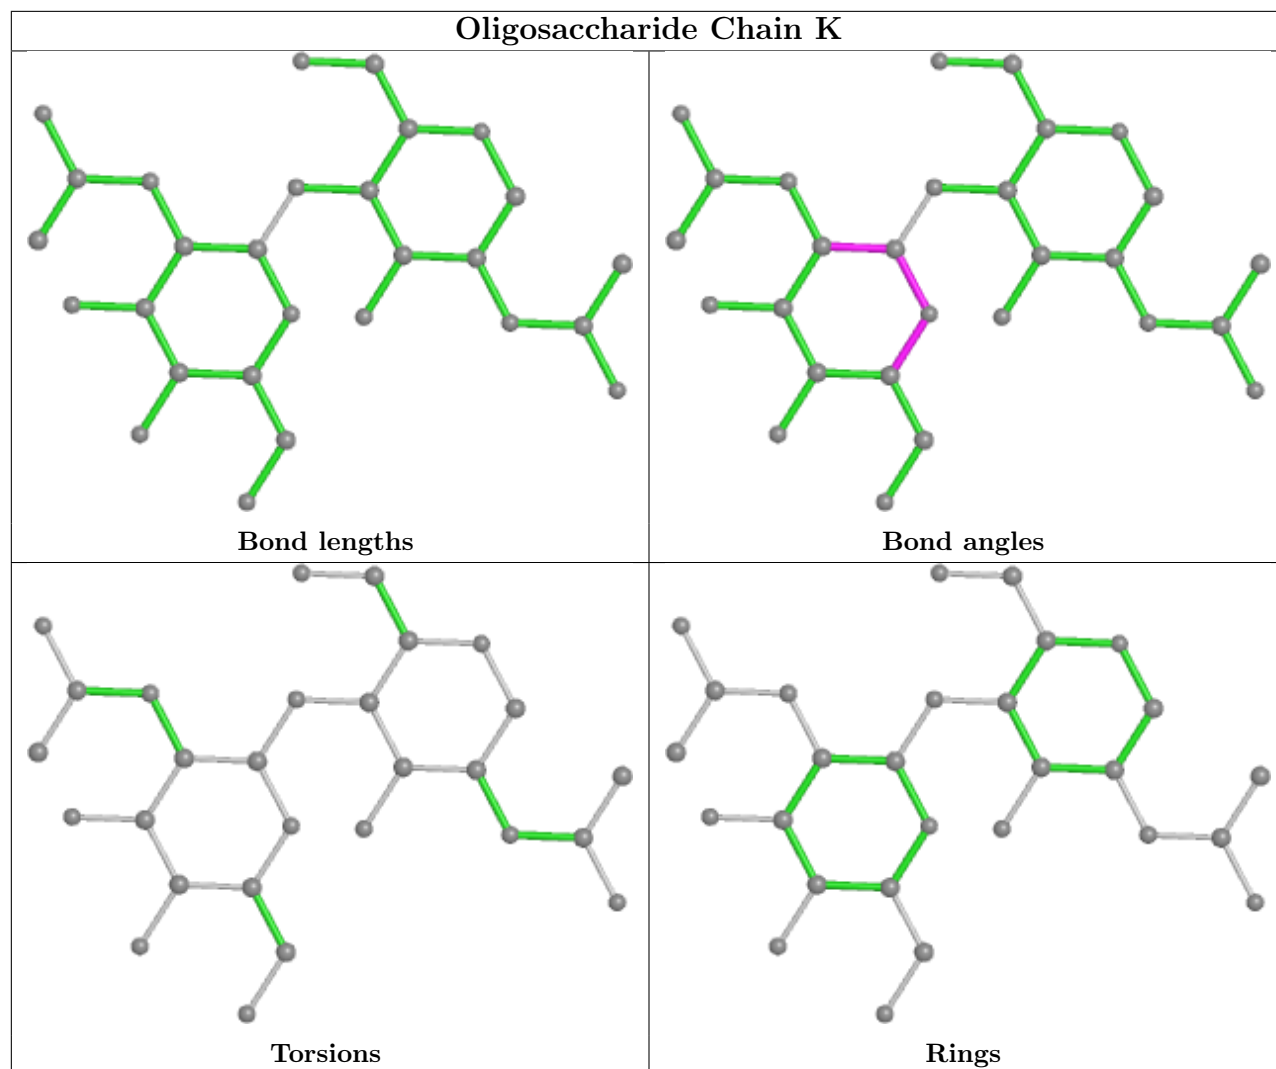 Oligosaccharide Chain K
Bond lengths
Bond angles
Torsions
Rings